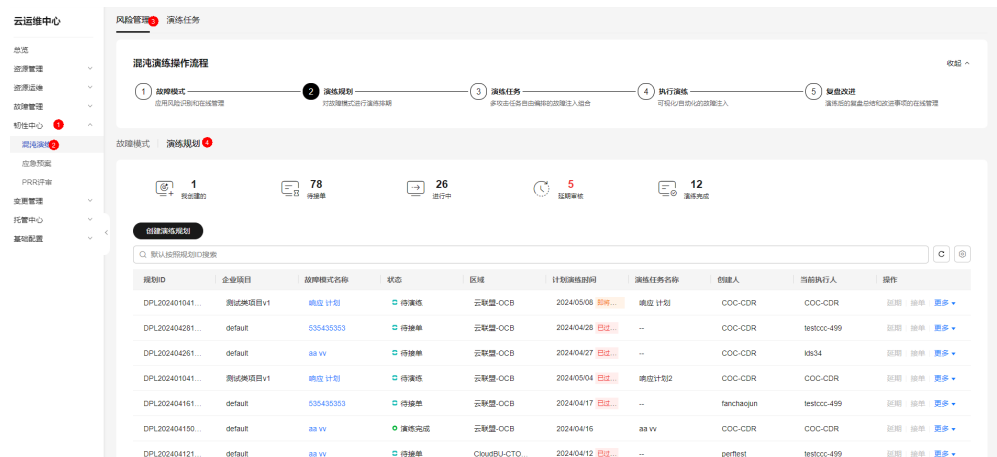 云运维中心
风险管理 3 演练任务
总览
资源管理
资源运维
故障管理
韧性中心 1
混沌演练 2
应急预案
PRR评审
变更管理
托管中心
基础配置
混沌演练操作流程 收起
1 故障模式 2 演练规划 3 演练任务 4 执行演练 5 复盘改进
应用风险识别和在线管理 对故障模式进行演练排期 多攻击任务自由编排的故障注入组合 可视化/自动化的故障注入 演练后的复盘总结和改进事项的在线管理
故障模式 演练规划 4
1 78 26 5 12
我创建的 待接单 进行中 延期审核 演练完成
创建演练规划
默认按照规划ID搜索
规划ID 企业项目 故障模式名称 状态 区域 计划演练时间 演练任务名称 创建人 当前执行人 操作
DPL202401041... 测试类项目v1 响应 计划 待演练 云联盟-OCB 2024/05/08 即将... 响应 计划 COC-CDR COC-CDR 延期 接单 更多
DPL202404281... default 535435353 待接单 云联盟-OCB 2024/04/28 已过... -- COC-CDR testccc-499 延期 接单 更多
DPL202404261... default aa vv 待接单 云联盟-OCB 2024/04/27 已过... -- COC-CDR lds34 延期 接单 更多
DPL202401041... 测试类项目v1 响应 计划 待演练 云联盟-OCB 2024/05/04 已过... 响应计划2 COC-CDR COC-CDR 延期 接单 更多
DPL202404161... default 535435353 待接单 云联盟-OCB 2024/04/17 已过... -- fanchaojun testccc-499 延期 接单 更多
DPL202404150... default aa vv 演练完成 云联盟-OCB 2024/04/16 aa vv COC-CDR COC-CDR 延期 接单 更多
DPL202404121... default aa vv 待接单 CloudBU-CTO... 2024/04/12 已过... -- perftest testccc-499 延期 接单 更多